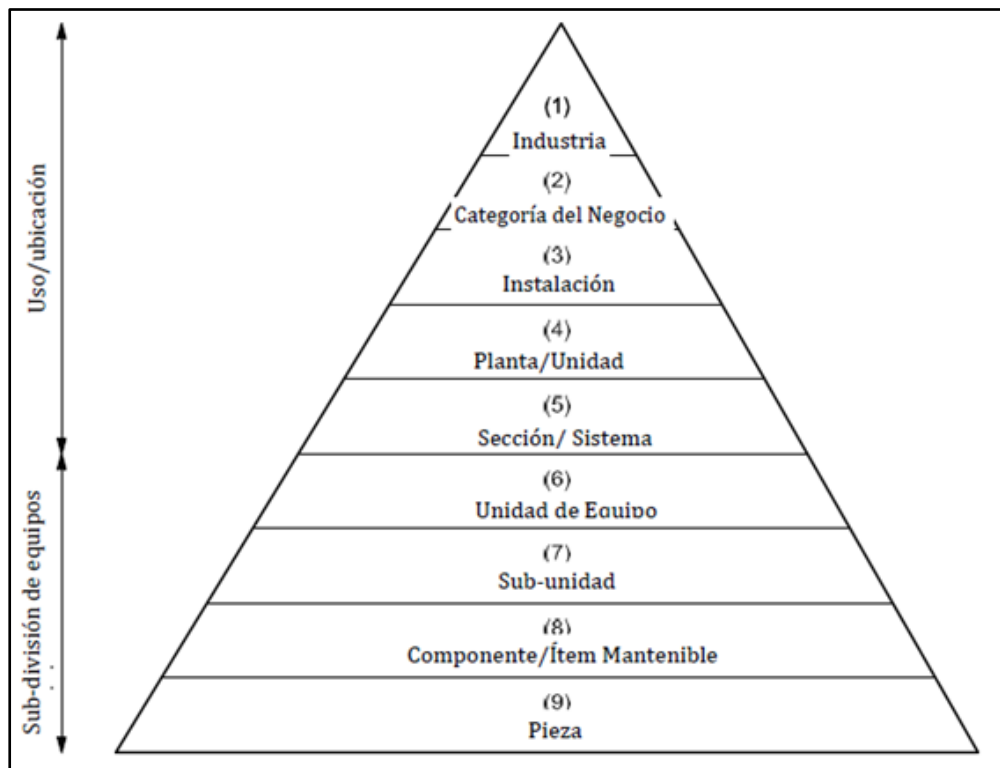 (1)
Industria
(2)
Categoría del Negocio
(3)
Instalación
(4)
Planta/Unidad
(5)
Sección/ Sistema
(6)
Unidad de Equipo
(7)
Sub-unidad
(8)
Componente/Ítem Mantenible
(9)
Pieza
Uso/ubicación
Sub-división de equipos